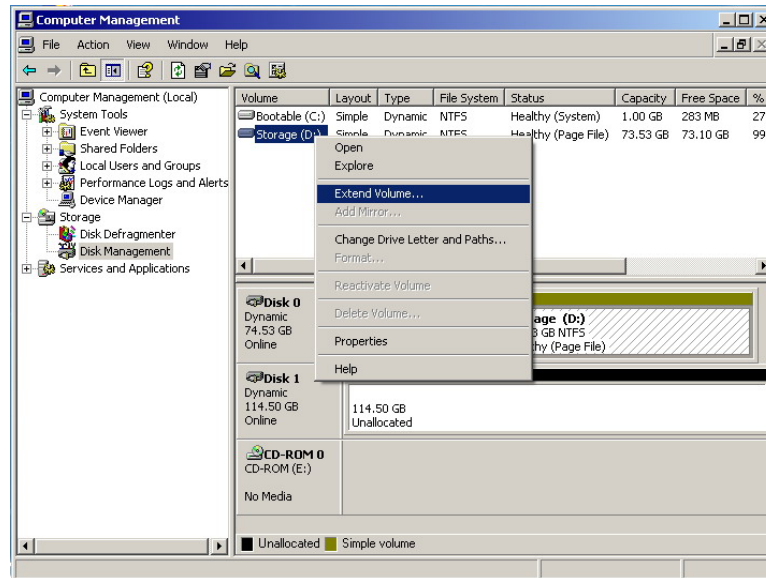 Computer Management
File Action View Window Help
Computer Management (Local)
System Tools
Event Viewer
Shared Folders
Local Users and Groups
Performance Logs and Alerts
Device Manager
Storage
Disk Defragmenter
Disk Management
Services and Applications
Volume Layout Type File System Status Capacity Free Space %
Bootable (C:) Simple Dynamic NTFS Healthy (System) 1.00 GB 283 MB 27
Storage (D:) Simple Dynamic NTFS Healthy (Page File) 73.53 GB 73.10 GB 99
Open
Explore
Extend Volume...
Add Mirror...
Change Drive Letter and Paths...
Format...
Reactivate Volume
Delete Volume...
Properties
Help
Disk 0
Dynamic
74.53 GB
Online
age (D:)
GB NTFS
thy (Page File)
Disk 1
Dynamic
114.50 GB
Online
114.50 GB
Unallocated
CD-ROM 0
CD-ROM (E:)
No Media
Unallocated Simple volume